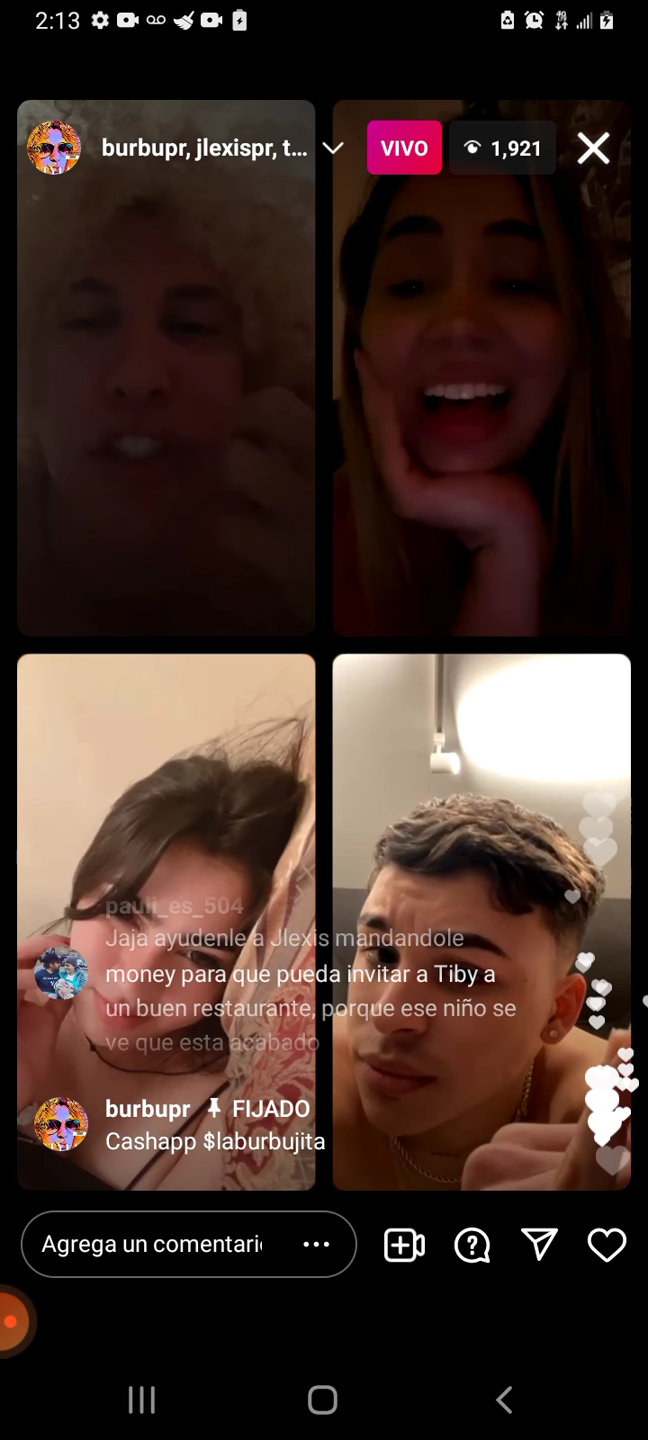 2:13
burbupr, jlexispr, t...
VIVO
1,921
pauli_es_504
Jaja ayudenle a Jlexis mandandole
money para que pueda invitar a Tiby a
un buen restaurante, porque ese niño se
ve que esta acabado
burbupr FIJADO
Cashapp $laburbujita
Agrega un comentari